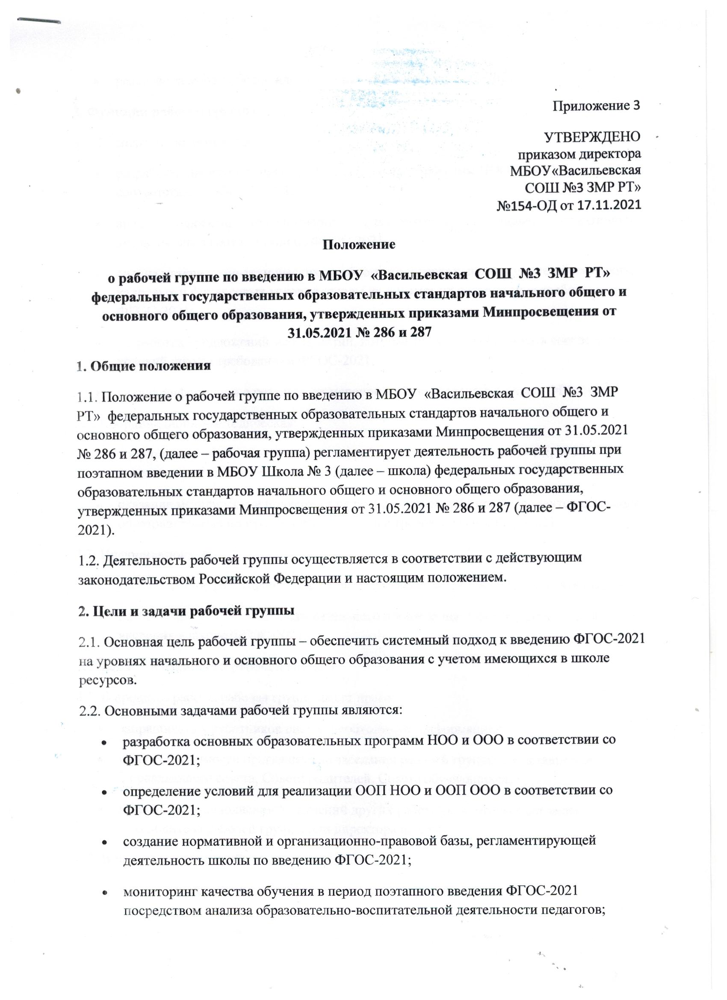 Приложение 3
УТВЕРЖДЕНО
приказом директора
МБОУ«Васильевская
СОШ №3 ЗМР РТ»
№154-ОД от 17.11.2021
Положение
о рабочей группе по введению в МБОУ «Васильевская СОШ №3 ЗМР РТ»
федеральных государственных образовательных стандартов начального общего и
основного общего образования, утвержденных приказами Минпросвещения от
31.05.2021 № 286 и 287
1. Общие положения
1.1. Положение о рабочей группе по введению в МБОУ «Васильевская СОШ №3 ЗМР
РТ» федеральных государственных образовательных стандартов начального общего и
основного общего образования, утвержденных приказами Минпросвещения от 31.05.2021
№ 286 и 287, (далее – рабочая группа) регламентирует деятельность рабочей группы при
поэтапном введении в МБОУ Школа № 3 (далее – школа) федеральных государственных
образовательных стандартов начального общего и основного общего образования,
утвержденных приказами Минпросвещения от 31.05.2021 № 286 и 287 (далее – ФГОС-
2021).
1.2. Деятельность рабочей группы осуществляется в соответствии с действующим
законодательством Российской Федерации и настоящим положением.
2. Цели и задачи рабочей группы
2.1. Основная цель рабочей группы – обеспечить системный подход к введению ФГОС-2021
на уровнях начального и основного общего образования с учетом имеющихся в школе
ресурсов.
2.2. Основными задачами рабочей группы являются:
• разработка основных образовательных программ НОО и ООО в соответствии со
ФГОС-2021;
• определение условий для реализации ООП НОО и ООП ООО в соответствии со
ФГОС-2021;
• создание нормативной и организационно-правовой базы, регламентирующей
деятельность школы по введению ФГОС-2021;
• мониторинг качества обучения в период поэтапного введения ФГОС-2021
посредством анализа образовательно-воспитательной деятельности педагогов;